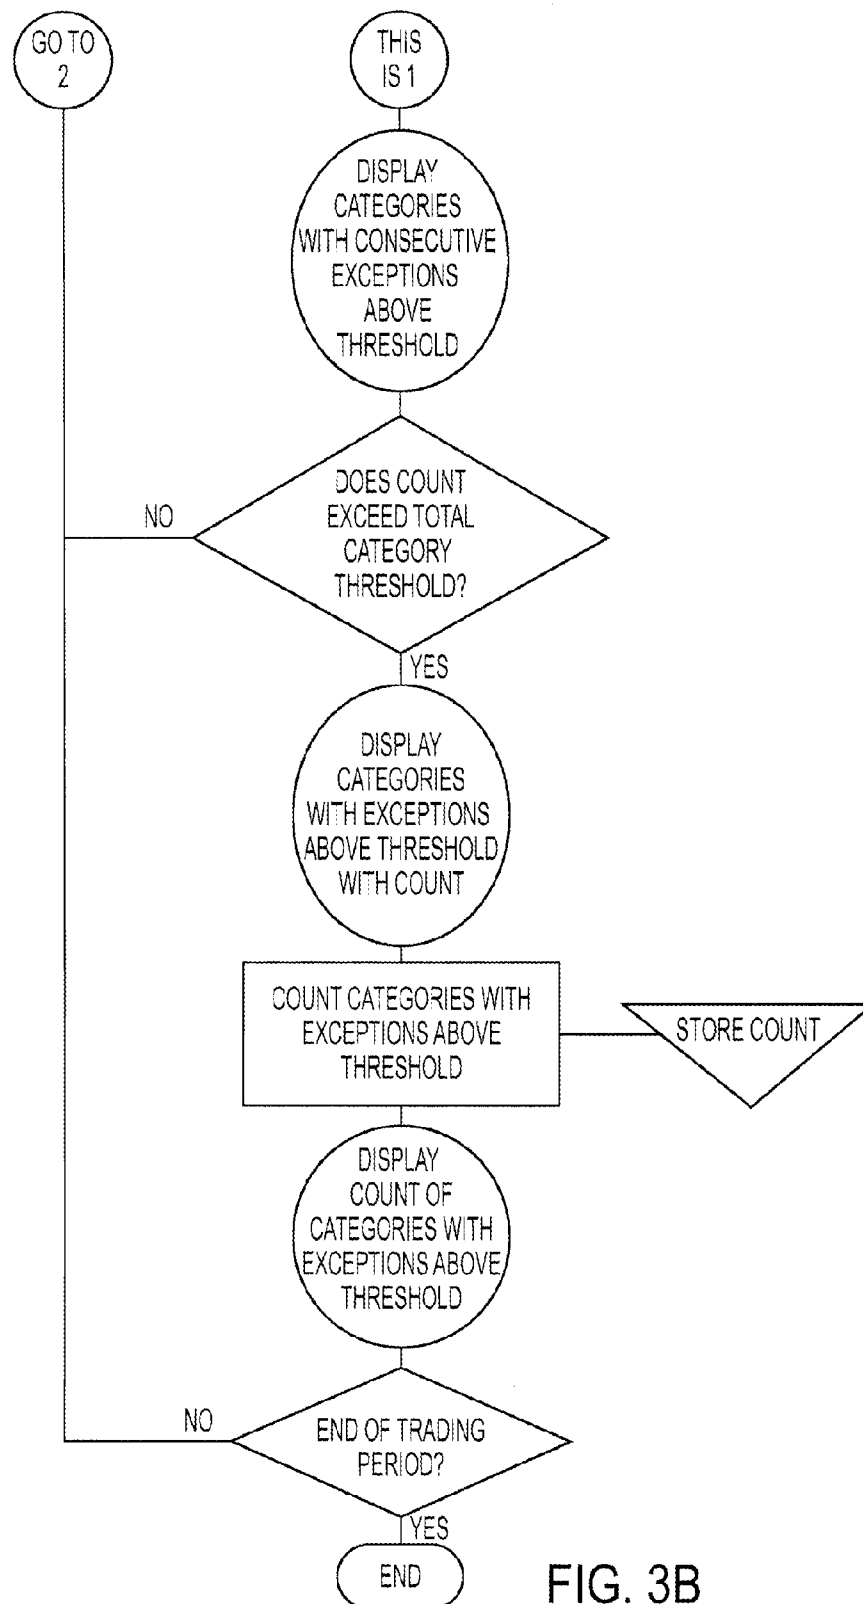 GO TO
2
THIS
IS 1
DISPLAY
CATEGORIES
WITH CONSECUTIVE
EXCEPTIONS
ABOVE
THRESHOLD
DOES COUNT
EXCEED TOTAL
CATEGORY
THRESHOLD?
NO
YES
DISPLAY
CATEGORIES
WITH EXCEPTIONS
ABOVE THRESHOLD
WITH COUNT
COUNT CATEGORIES WITH
EXCEPTIONS ABOVE
THRESHOLD
STORE COUNT
DISPLAY
COUNT OF
CATEGORIES WITH
EXCEPTIONS ABOVE
THRESHOLD
NO
END OF TRADING
PERIOD?
YES
END
FIG. 3B